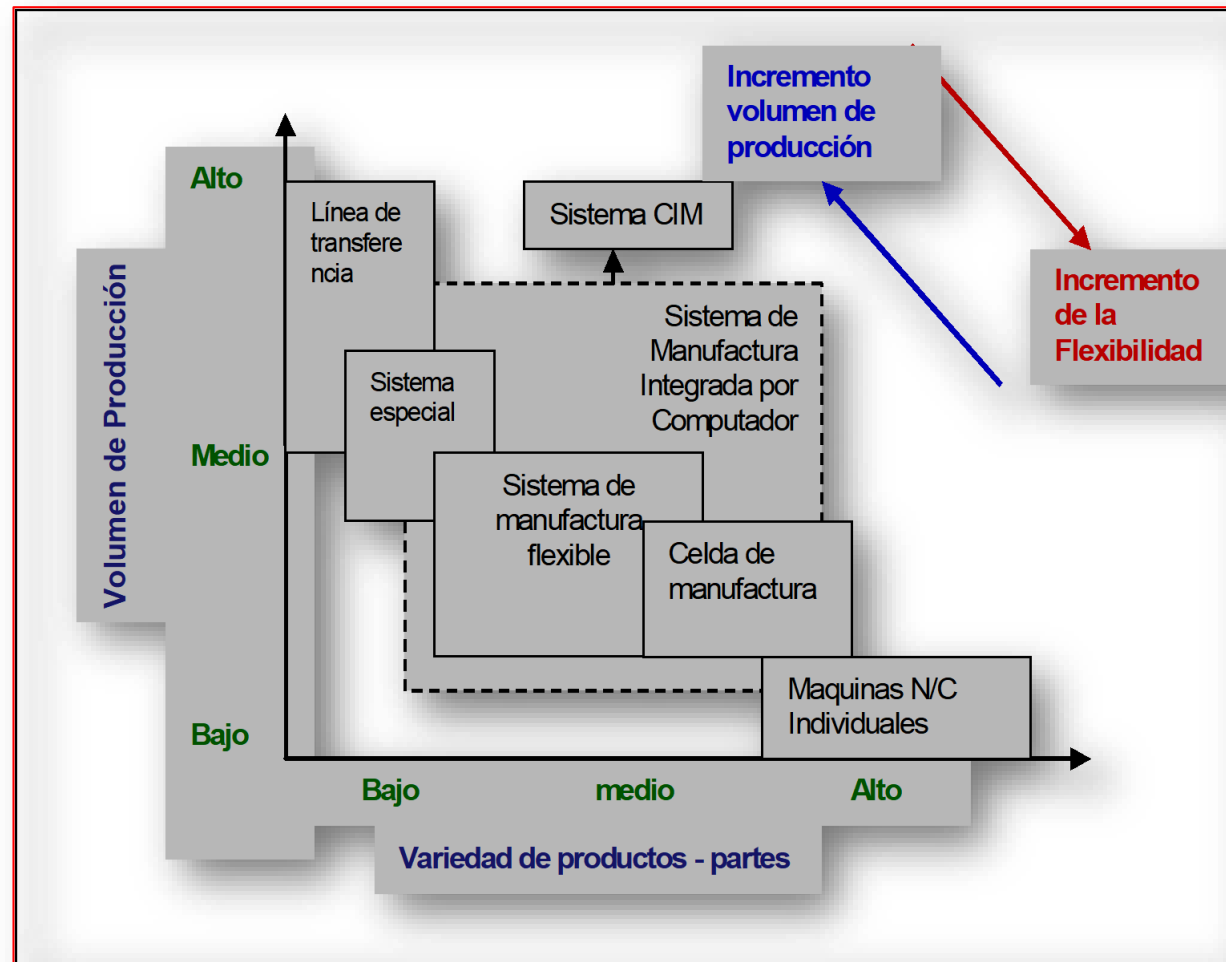 Incremento
volumen de
producción
Alto
Línea de
transfere
ncia
Sistema CIM
Incremento
de la
Flexibilidad
Volumen de Producción
Sistema de
Manufactura
Integrada por
Computador
Sistema
especial
Medio
Sistema de
manufactura
flexible
Celda de
manufactura
Maquinas N/C
Individuales
Bajo
Bajo
medio
Alto
Variedad de productos - partes